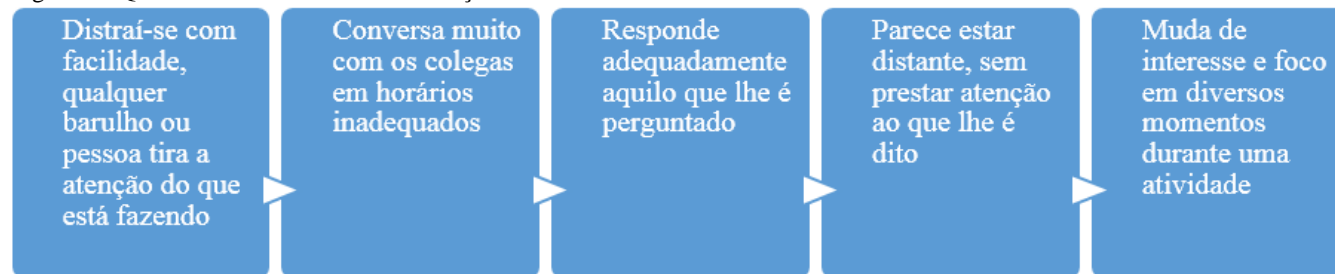 Distraí-se com
facilidade,
qualquer
barulho ou
pessoa tira a
atenção do que
está fazendo
Conversa muito
com os colegas
em horários
inadequados
Responde
adequadamente
aquilo que lhe é
perguntado
Parece estar
distante, sem
prestar atenção
ao que lhe é
dito
Muda de
interesse e foco
em diversos
momentos
durante uma
atividade